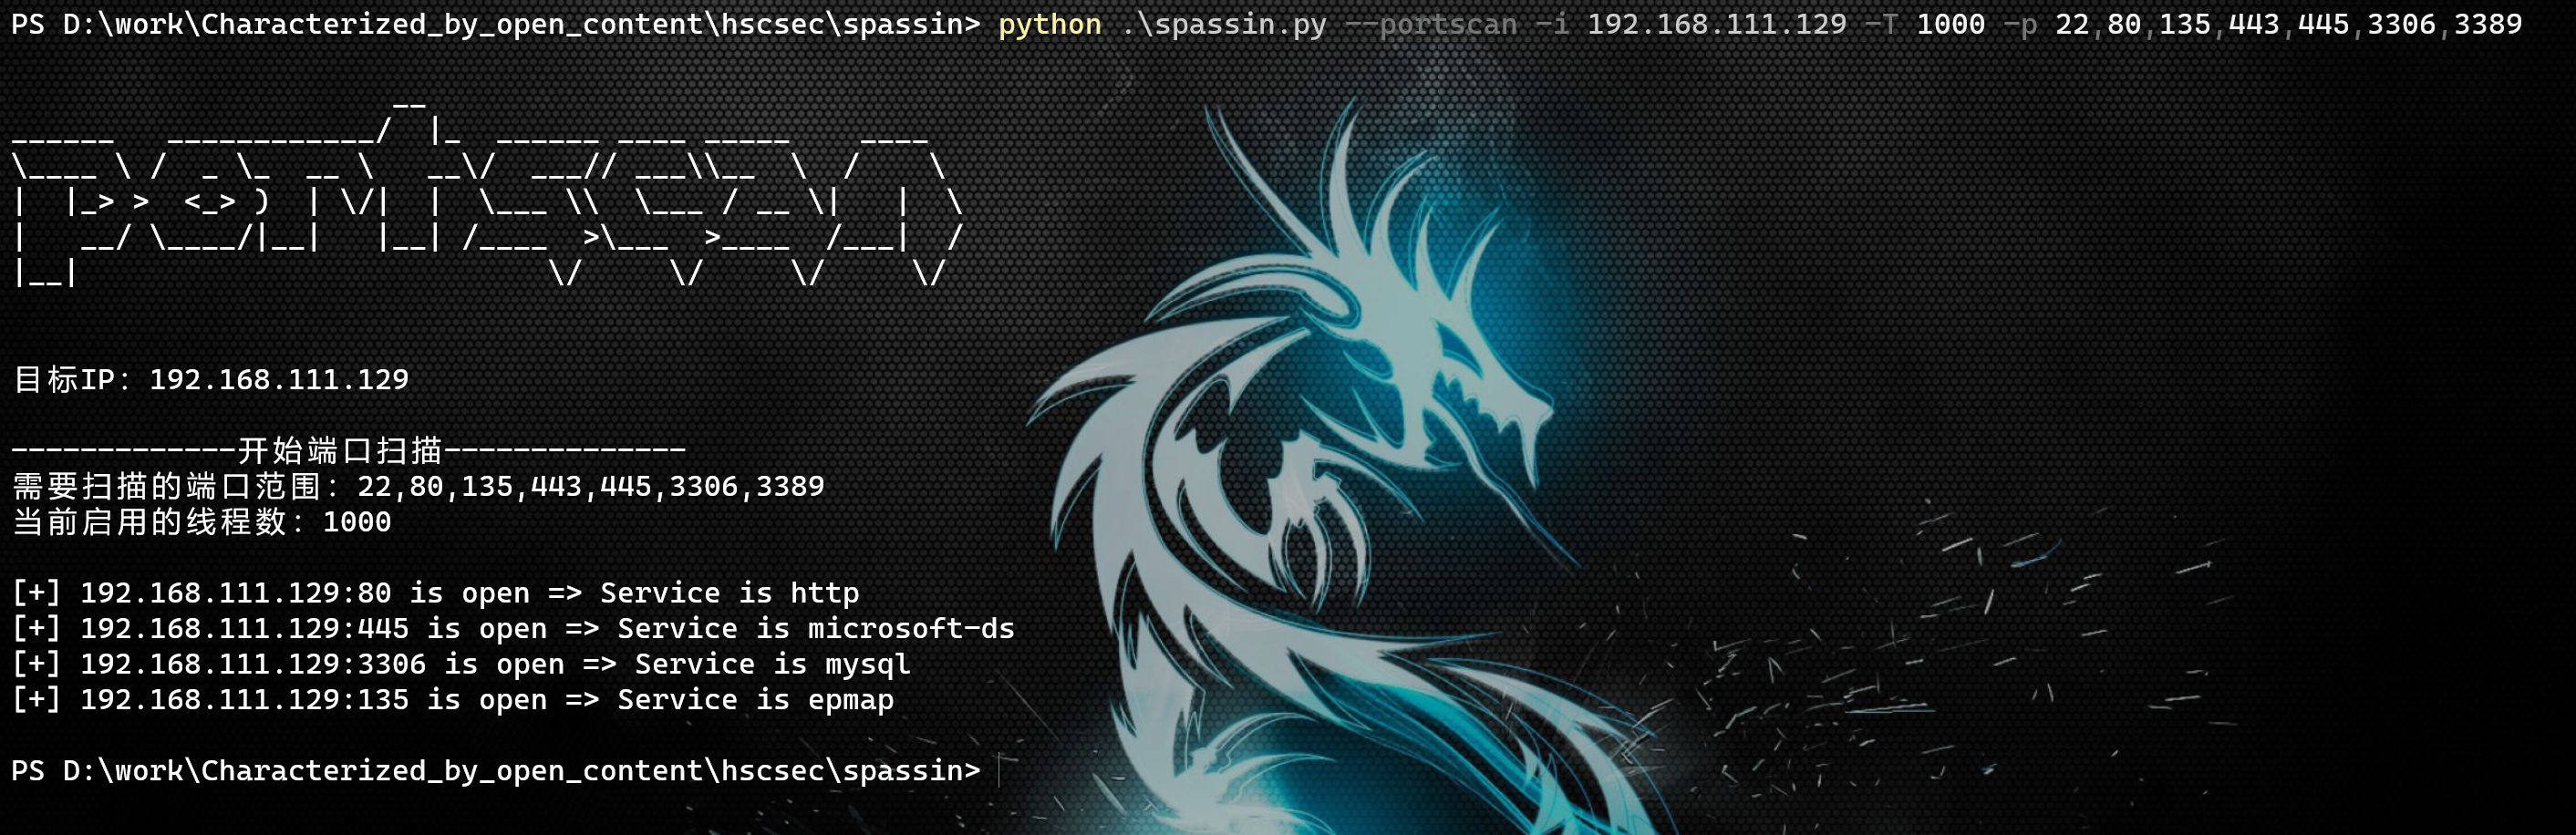 PS D:\work\Characterized_by_open_content\hscsec\spassin> python .\spassin.py --portscan -i 192.168.111.129 -T 1000 -p 22,80,135,443,445,3306,3389
                      __
______   ____________/  |_  ______ ____ _____    ____
\____ \ /  _ \_  __ \   __\/  ___// ___\\__  \  /    \
|  |_> >  <_> )  | \/|  |  \___ \\  \___ / __ \|   |  \
|   __/ \____/|__|   |__| /____  >\___  >____  /___|  /
|__|                           \/     \/     \/     \/
目标IP: 192.168.111.129
--------------开始端口扫描--------------
需要扫描的端口范围: 22,80,135,443,445,3306,3389
当前启用的线程数: 1000
[+] 192.168.111.129:80 is open => Service is http
[+] 192.168.111.129:445 is open => Service is microsoft-ds
[+] 192.168.111.129:3306 is open => Service is mysql
[+] 192.168.111.129:135 is open => Service is epmap
PS D:\work\Characterized_by_open_content\hscsec\spassin>